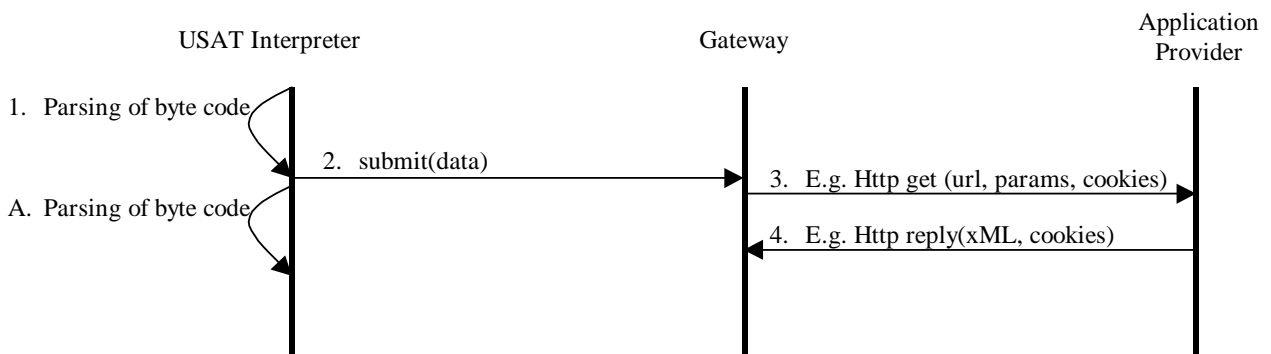 USAT Interpreter
Gateway
Application
Provider
1. Parsing of byte code
2. submit(data)
3. E.g. Http get (url, params, cookies)
A. Parsing of byte code
4. E.g. Http reply(xML, cookies)